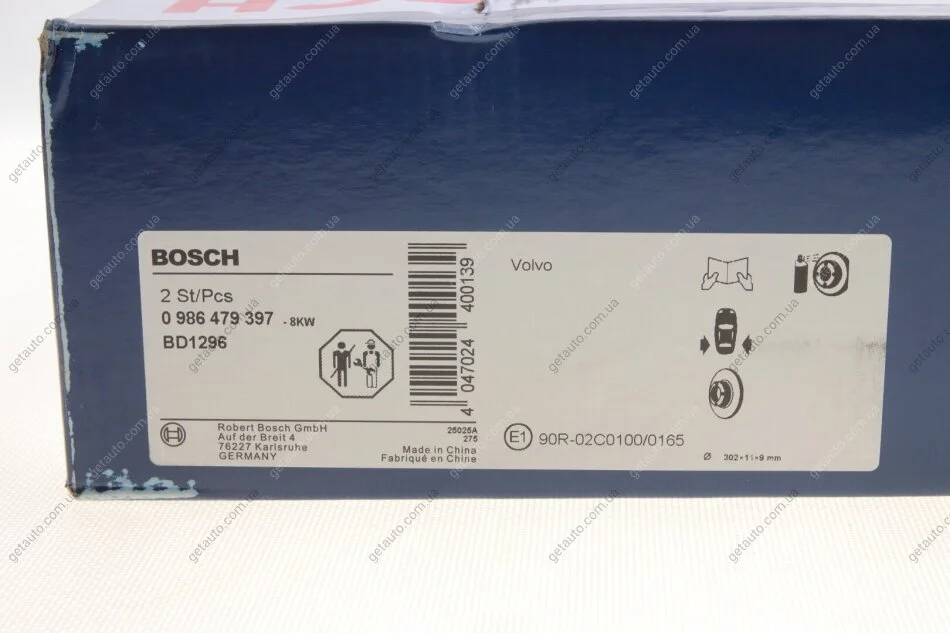 BOSCH
2 St/Pcs
0 986 479 397 - 8KW
BD1296
4 047024 400139
Robert Bosch GmbH
Auf der Breit 4
76227 Karlsruhe
GERMANY
25025A
275
Made in China
Fabriqué en Chine
Volvo
E1 90R-02C0100/0165
Ø 302×11×9 mm
getauto.com.ua